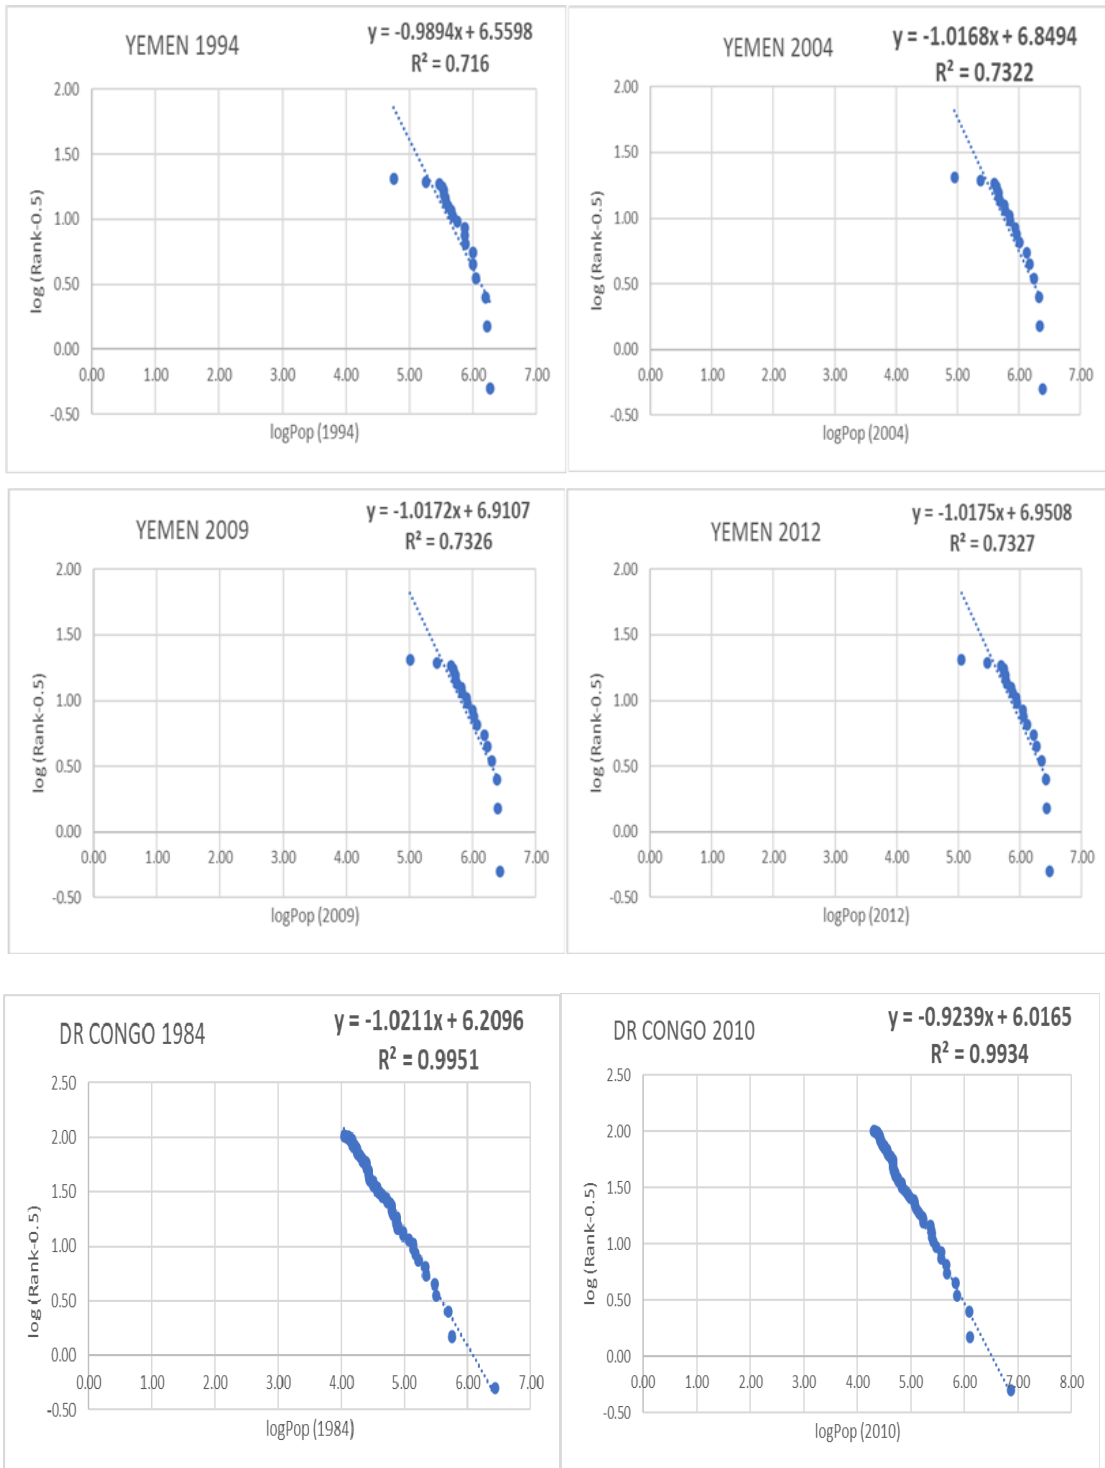 YEMEN 1994
y = -0.9894x + 6.5598
R² = 0.716
2.00
1.50
1.00
0.50
0.00
-0.50
0.00 1.00 2.00 3.00 4.00 5.00 6.00 7.00
log (Rank-0.5)
logPop (1994)
YEMEN 2004
y = -1.0168x + 6.8494
R² = 0.7322
2.00
1.50
1.00
0.50
0.00
-0.50
0.00 1.00 2.00 3.00 4.00 5.00 6.00 7.00
log (Rank-0.5)
logPop (2004)
YEMEN 2009
y = -1.0172x + 6.9107
R² = 0.7326
2.00
1.50
1.00
0.50
0.00
-0.50
0.00 1.00 2.00 3.00 4.00 5.00 6.00 7.00
log (Rank-0.5)
logPop (2009)
YEMEN 2012
y = -1.0175x + 6.9508
R² = 0.7327
2.00
1.50
1.00
0.50
0.00
-0.50
0.00 1.00 2.00 3.00 4.00 5.00 6.00 7.00
log (Rank-0.5)
logPop (2012)
DR CONGO 1984
y = -1.0211x + 6.2096
R² = 0.9951
2.50
2.00
1.50
1.00
0.50
0.00
-0.50
0.00 1.00 2.00 3.00 4.00 5.00 6.00 7.00
log (Rank-0.5)
logPop (1984)
DR CONGO 2010
y = -0.9239x + 6.0165
R² = 0.9934
2.50
2.00
1.50
1.00
0.50
0.00
-0.50
0.00 1.00 2.00 3.00 4.00 5.00 6.00 7.00 8.00
log (Rank-0.5)
logPop (2010)